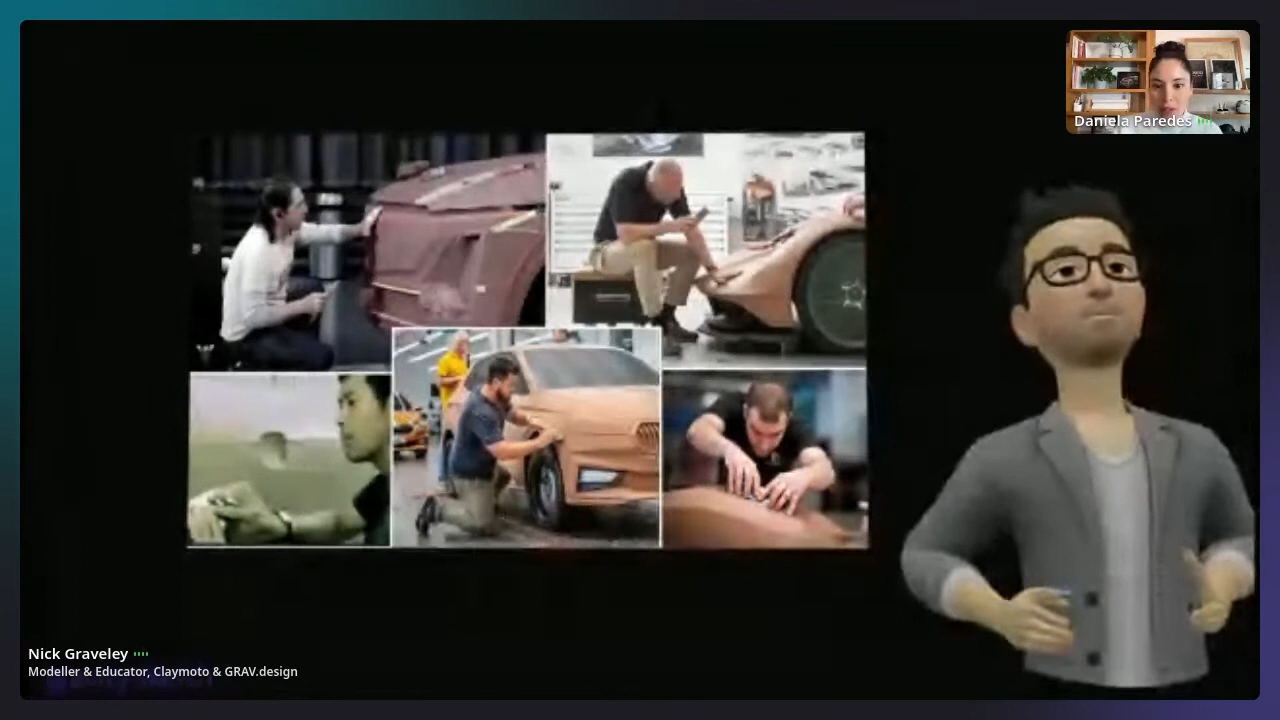 Daniela Paredes
Nick Graveley
Modeller & Educator, Claymoto & GRAV.design